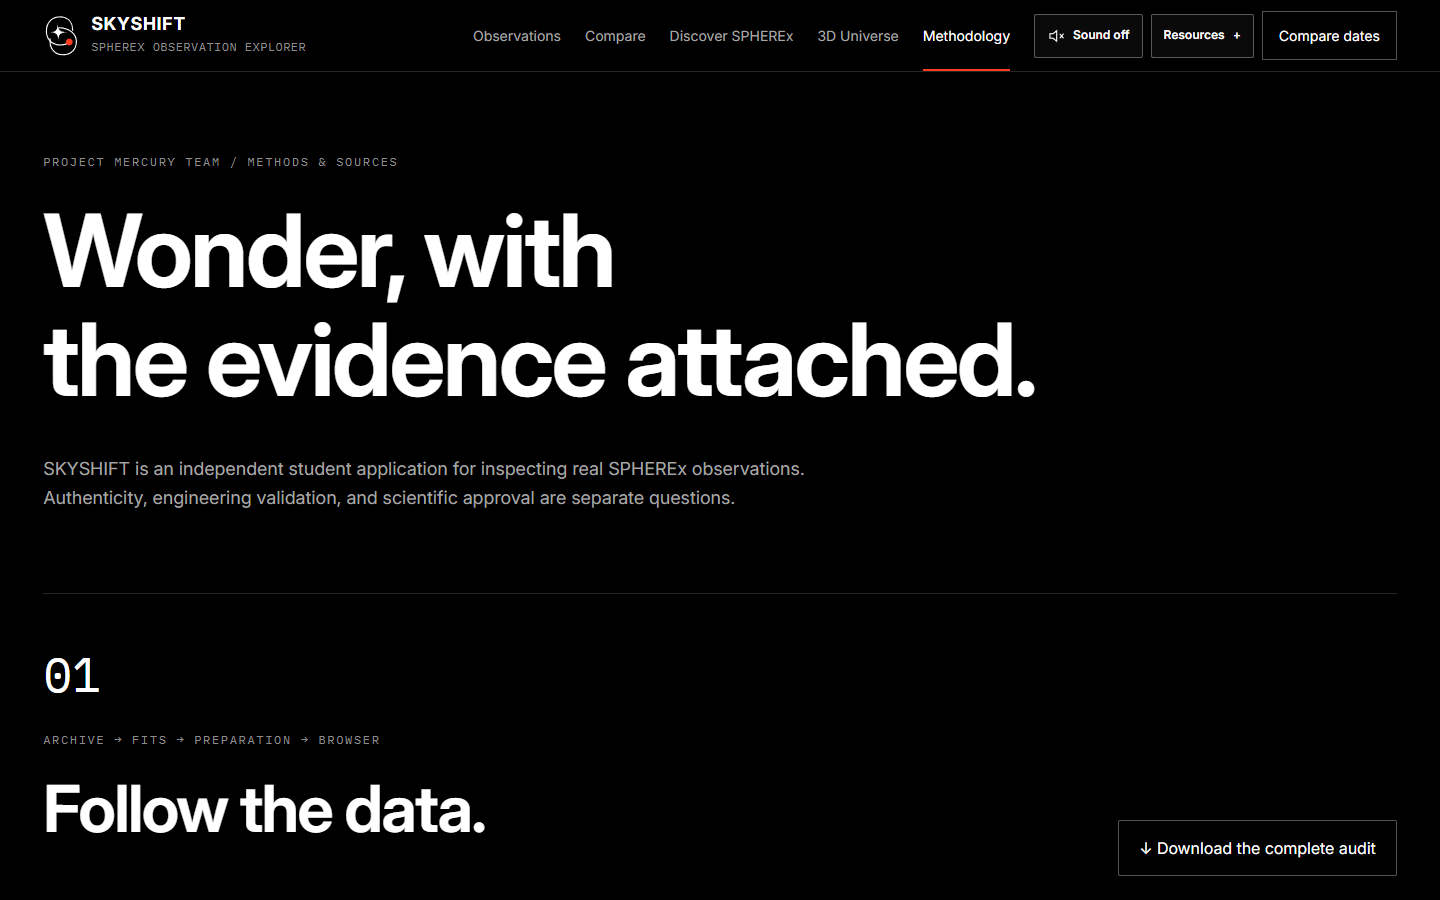 SKYSHIFT
SPHEREX OBSERVATION EXPLORER
Observations
Compare
Discover SPHEREx
3D Universe
Methodology
Sound off
Resources +
Compare dates
PROJECT MERCURY TEAM / METHODS & SOURCES
Wonder, with
the evidence attached.
SKYSHIFT is an independent student application for inspecting real SPHEREx observations.
Authenticity, engineering validation, and scientific approval are separate questions.
01
ARCHIVE → FITS → PREPARATION → BROWSER
Follow the data.
↓ Download the complete audit